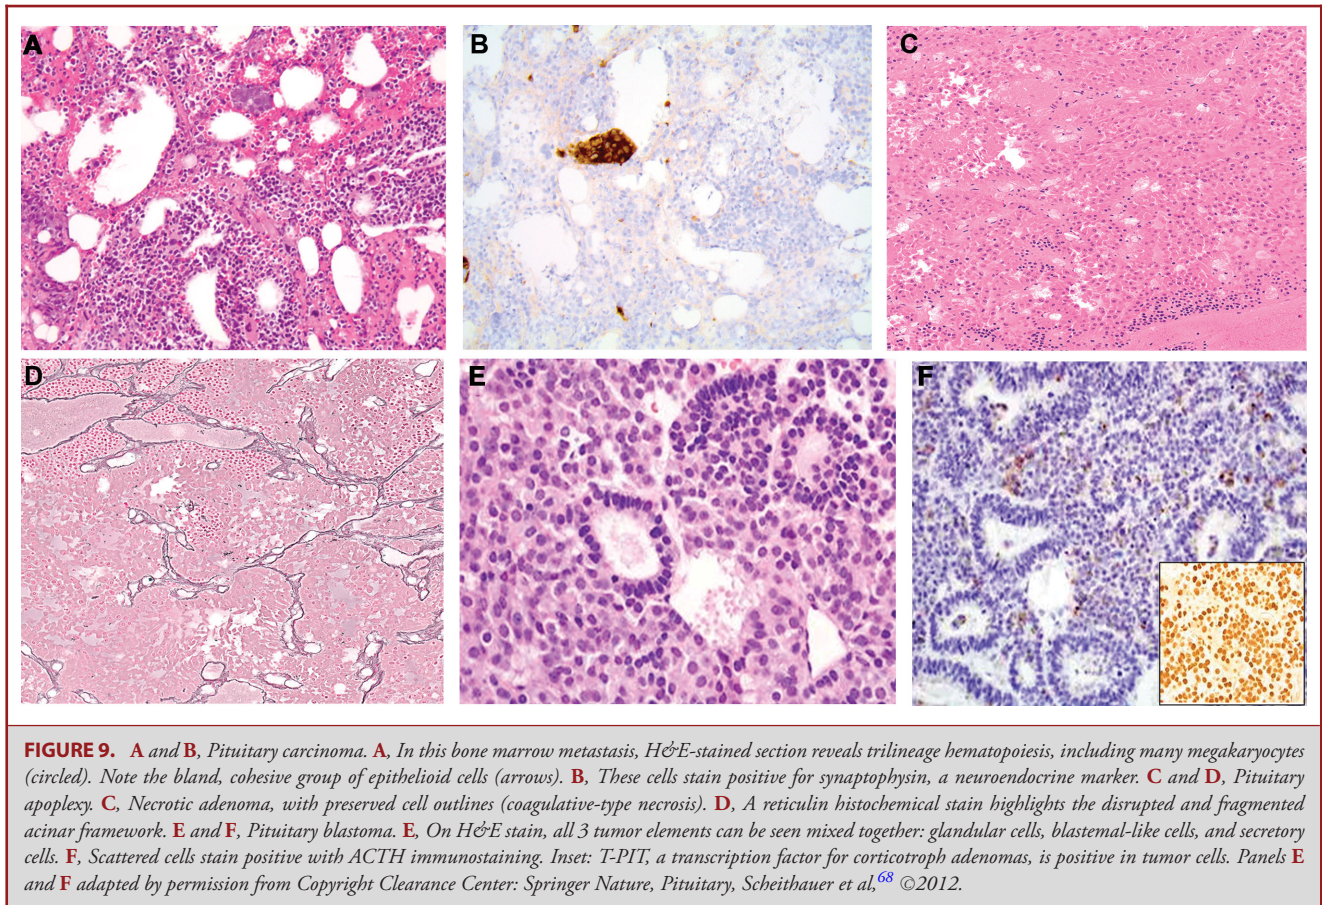 A
B
C
D
E
F
FIGURE 9. A and B, Pituitary carcinoma. A, In this bone marrow metastasis, H&E-stained section reveals trilineage hematopoiesis, including many megakaryocytes
(circled). Note the bland, cohesive group of epithelioid cells (arrows). B, These cells stain positive for synaptophysin, a neuroendocrine marker. C and D, Pituitary
apoplexy. C, Necrotic adenoma, with preserved cell outlines (coagulative-type necrosis). D, A reticulin histochemical stain highlights the disrupted and fragmented
acinar framework. E and F, Pituitary blastoma. E, On H&E stain, all 3 tumor elements can be seen mixed together: glandular cells, blastemal-like cells, and secretory
cells. F, Scattered cells stain positive with ACTH immunostaining. Inset: T-PIT, a transcription factor for corticotroph adenomas, is positive in tumor cells. Panels E
and F adapted by permission from Copyright Clearance Center: Springer Nature, Pituitary, Scheithauer et al,68 ©2012.